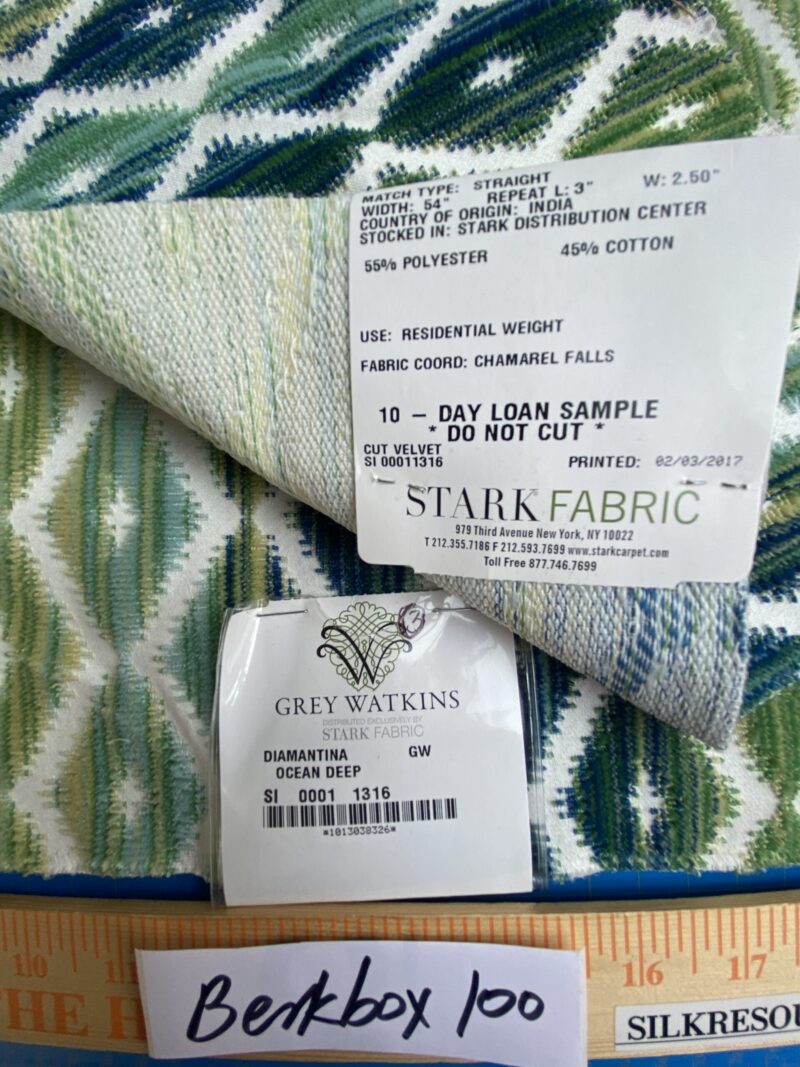 MATCH TYPE: STRAIGHT
WIDTH: 54" REPEAT L: 3" W: 2.50"
COUNTRY OF ORIGIN: INDIA
STOCKED IN: STARK DISTRIBUTION CENTER
55% POLYESTER 45% COTTON
USE: RESIDENTIAL WEIGHT
FABRIC COORD: CHAMAREL FALLS
10 - DAY LOAN SAMPLE
* DO NOT CUT *
CUT VELVET
SI 00011316 PRINTED: 02/03/2017
STARK FABRIC
979 Third Avenue New York, NY 10022
T 212.355.7186 F 212.593.7699 www.starkcarpet.com
Toll Free 877.746.7699
3
W
GREY WATKINS
DISTRIBUTED EXCLUSIVELY BY
STARK FABRIC
DIAMANTINA GW
OCEAN DEEP
SI 0001 1316
*1013038326*
10 11 16 17
THE H
Berkbox 100
SILKRESOU